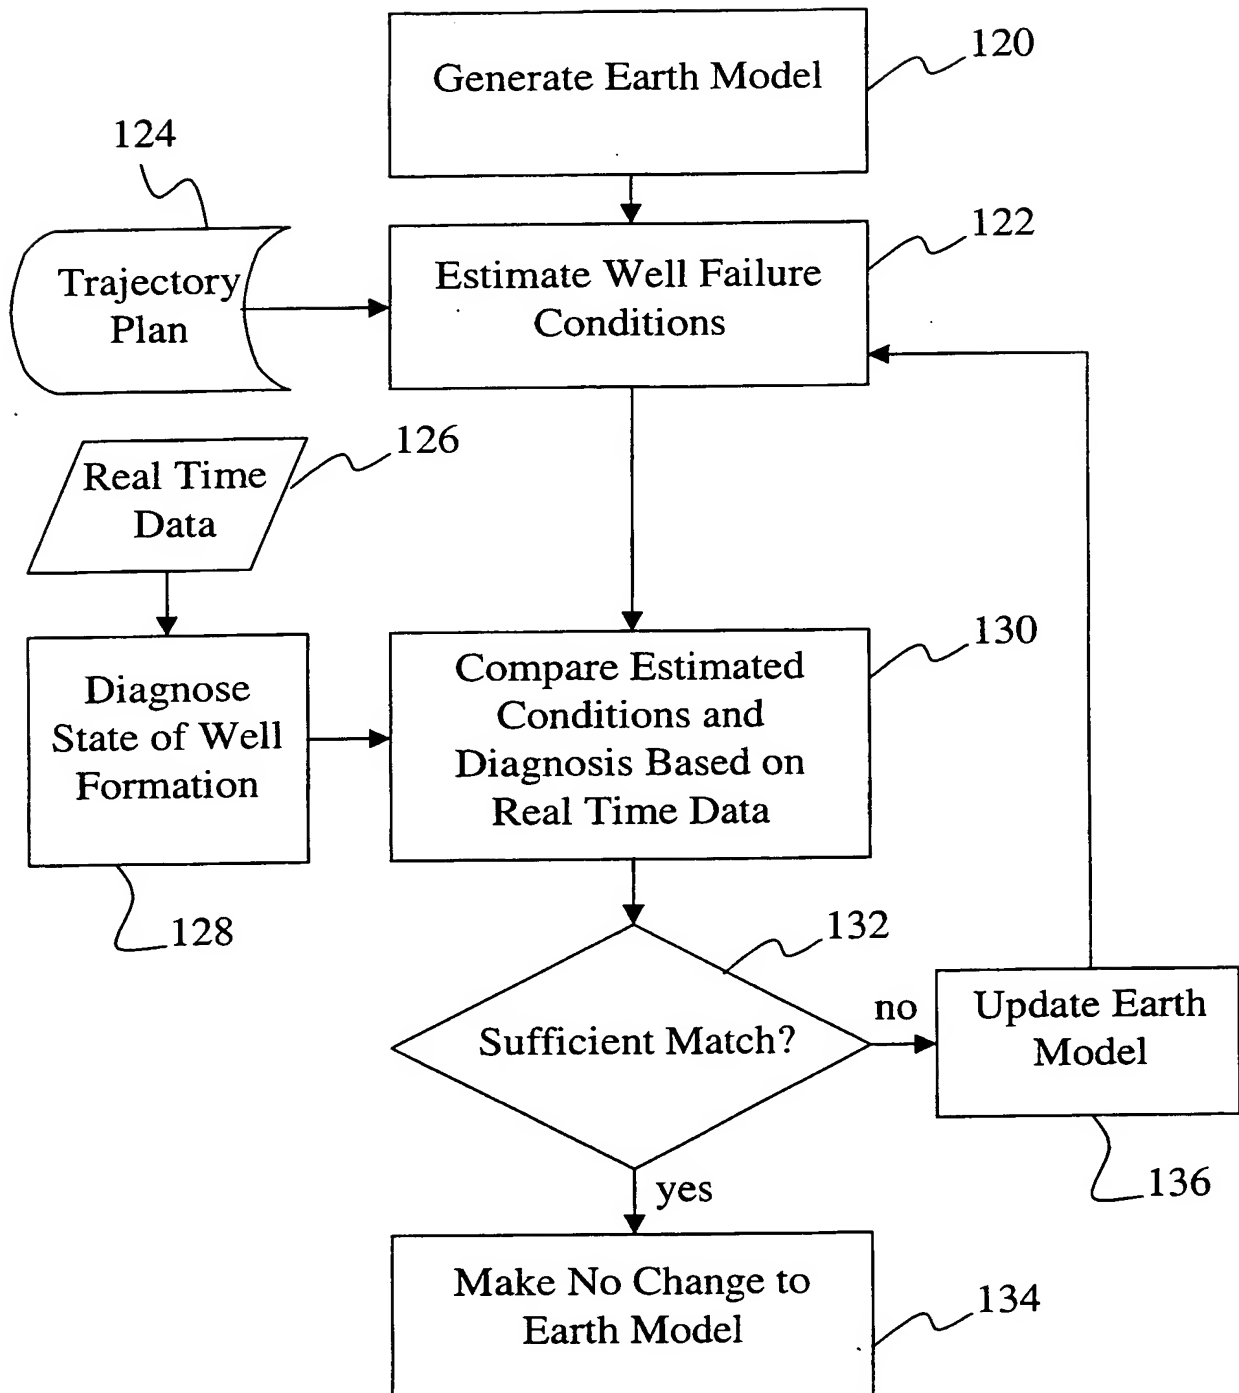 120
Generate Earth Model
124
122
Trajectory
Plan
Estimate Well Failure
Conditions
126
Real Time
Data
130
Diagnose
State of Well
Formation
Compare Estimated
Conditions and
Diagnosis Based on
Real Time Data
128
132
Sufficient Match?
no
Update Earth
Model
136
yes
Make No Change to
Earth Model
134